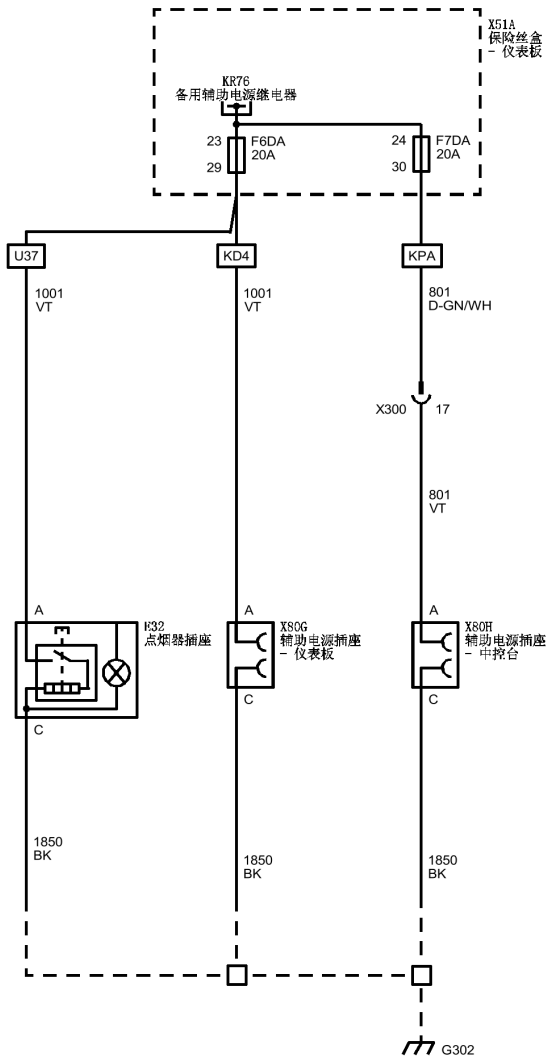 X51A
保险丝盒
- 仪表板
KR76
备用辅助电源继电器
23
F6DA
20A
29
24
F7DA
20A
30
U37
KD4
KPA
1001
VT
1001
VT
801
D-GN/WH
X300
17
801
VT
A
E32
点烟器插座
A
X80G
辅助电源插座
- 仪表板
A
X80H
辅助电源插座
- 中控台
C
C
C
1850
BK
1850
BK
1850
BK
G302